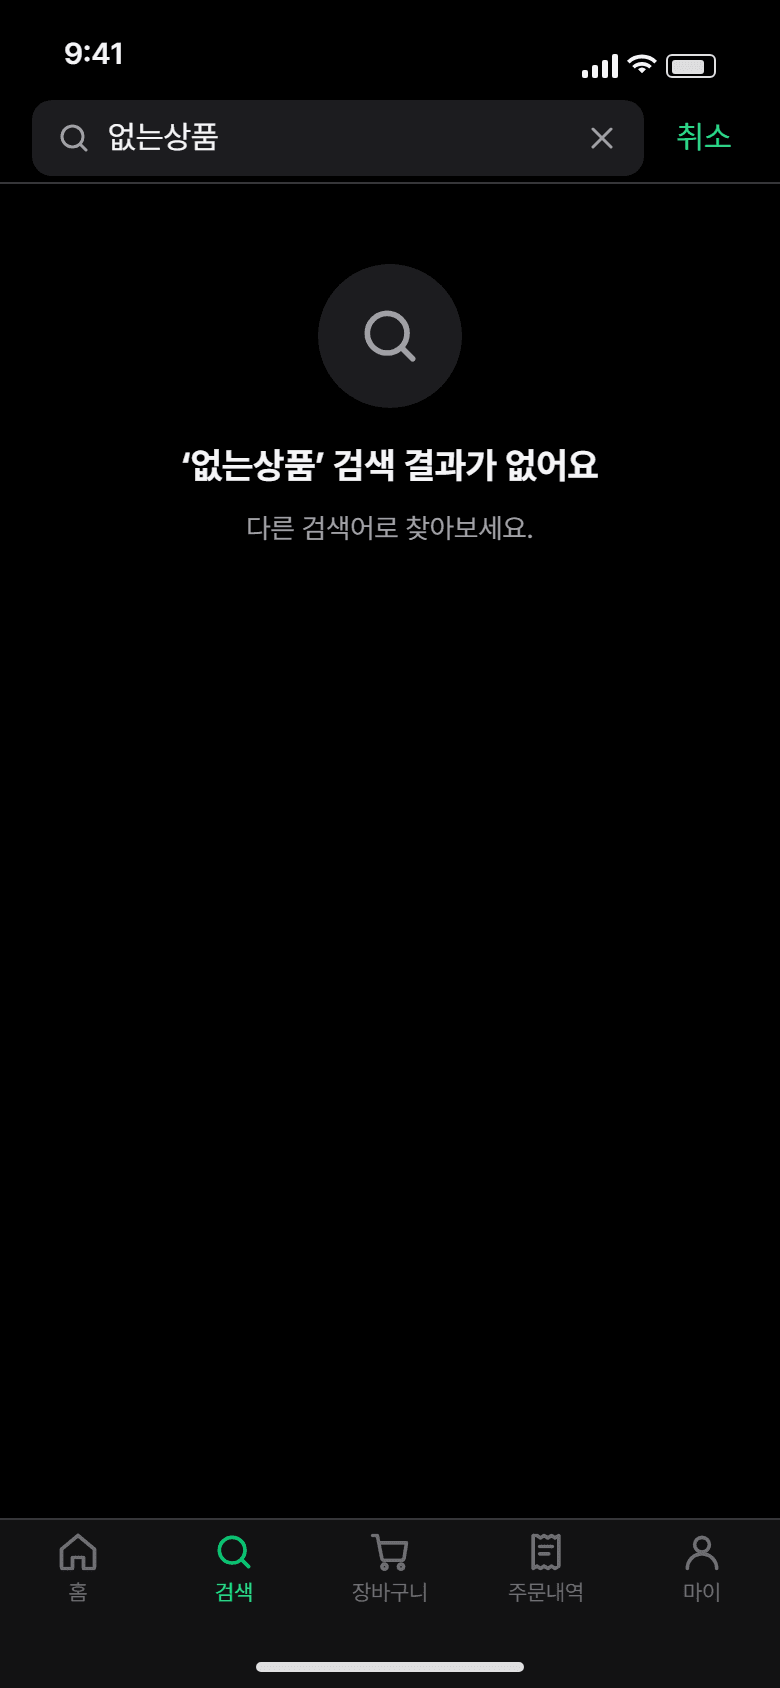 9:41
없는상품
취소
‘없는상품’ 검색 결과가 없어요
다른 검색어로 찾아보세요.
홈
검색
장바구니
주문내역
마이